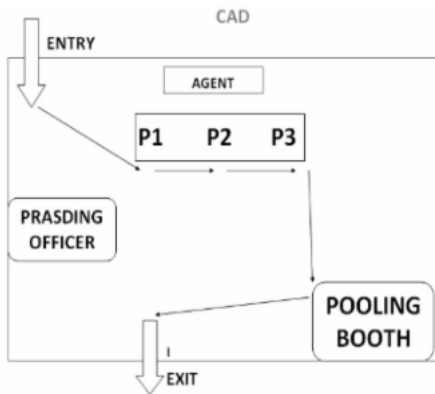 CAD
ENTRY
AGENT
P1 P2 P3
PRASDING
OFFICER
POOLING
BOOTH
I
EXIT